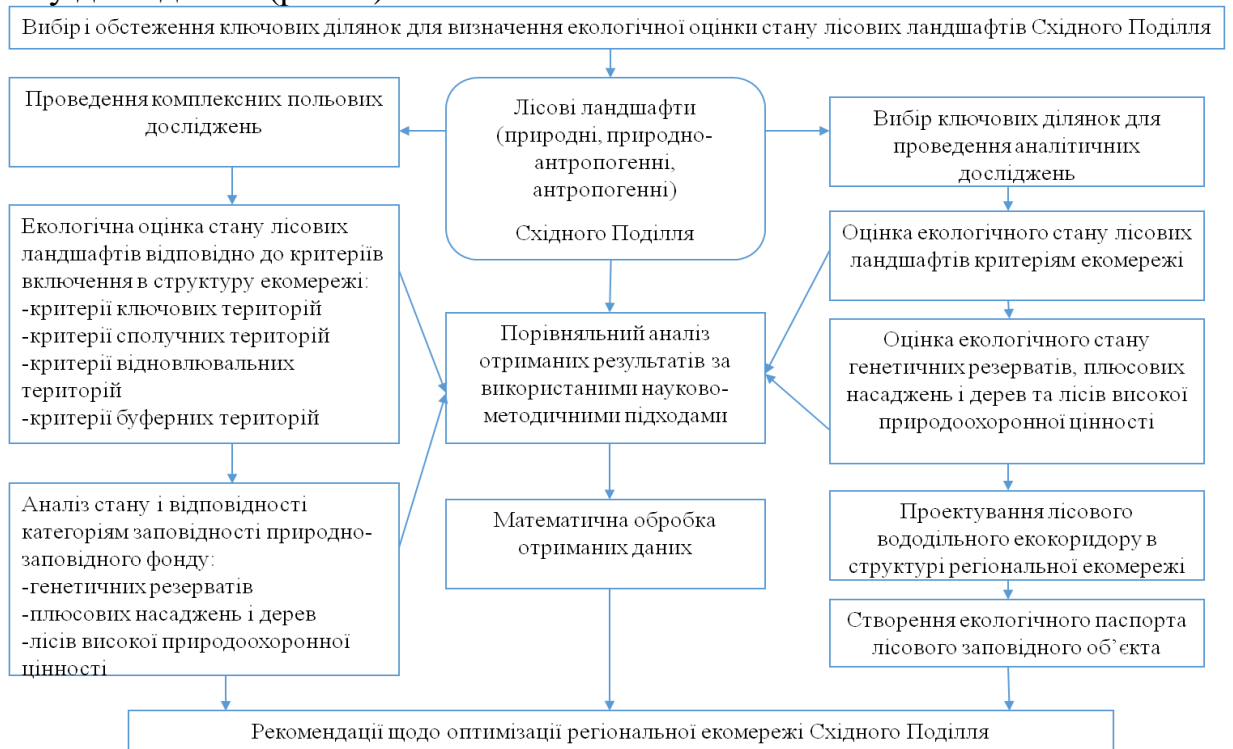 Вибір і обстеження ключових ділянок для визначення екологічної оцінки стану лісових ландшафтів Східного Поділля
Проведення комплексних польових
досліджень
Лісові ландшафти
(природні, природно-
антропогенні,
антропогенні)
Східного Поділля
Вибір ключових ділянок для
проведення аналітичних
досліджень
Екологічна оцінка стану лісових
ландшафтів відповідно до критеріїв
включення в структуру екомережі:
-критерії ключових територій
-критерії сполучних територій
-критерії відновлювальних
територій
-критерії буферних територій
Оцінка екологічного стану лісових
ландшафтів критеріям екомережі
Порівняльний аналіз
отриманих результатів за
використаними науково-
методичними підходами
Оцінка екологічного стану
генетичних резерватів, плюсових
насаджень і дерев та лісів високої
природоохоронної цінності
Аналіз стану і відповідності
категоріям заповідності природно-
заповідного фонду:
-генетичних резерватів
-плюсових насаджень і дерев
-лісів високої природоохоронної
цінності
Математична обробка
отриманих даних
Проектування лісового
вододільного екокоридору в
структурі регіональної екомережі
Створення екологічного паспорта
лісового заповідного об’єкта
Рекомендації щодо оптимізації регіональної екомережі Східного Поділля